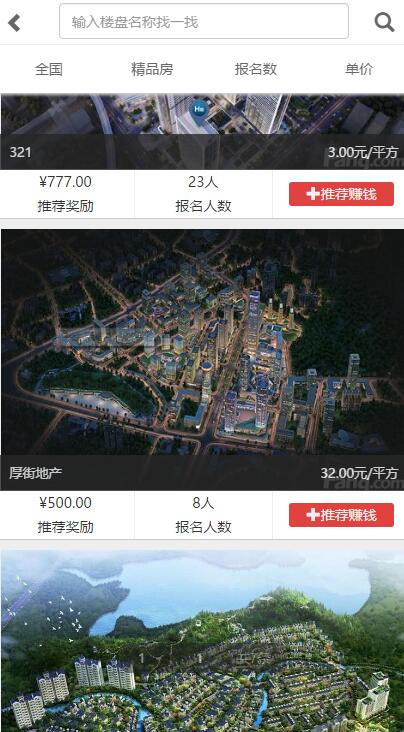 输入楼盘名称找一找
全国 精品房 报名数 单价
H≡
321 3.00元/平方
¥777.00 23人 推荐赚钱
推荐奖励 报名人数
厚街地产 32.00元/平方
¥500.00 8人 推荐赚钱
推荐奖励 报名人数